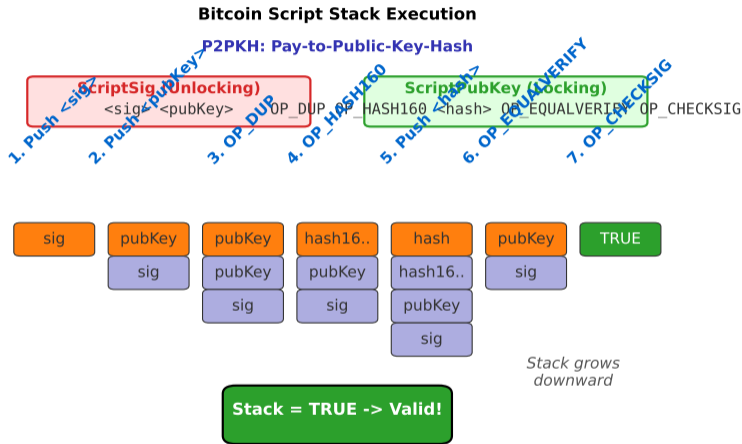 Bitcoin Script Stack Execution
P2PKH: Pay-to-Public-Key-Hash
ScriptSig (Unlocking)
<sig> <pubKey>
ScriptPubKey (Locking)
OP_DUP OP_HASH160 <hash> OP_EQUALVERIFY OP_CHECKSIG
1. Push <sig>
2. Push <pubKey>
3. OP_DUP
4. OP_HASH160
5. Push <hash>
6. OP_EQUALVERIFY
7. OP_CHECKSIG
sig pubKey pubKey hash16.. hash pubKey TRUE
sig pubKey pubKey hash16.. sig
sig sig pubKey
sig
Stack grows
downward
Stack = TRUE -> Valid!